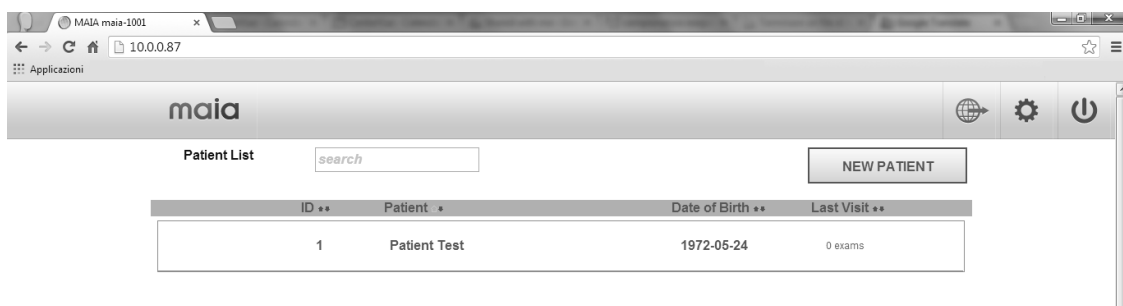 MAIA maia-1001
10.0.0.87
Applicazioni
maia
Patient List search NEW PATIENT
ID Patient Date of Birth Last Visit
1 Patient Test 1972-05-24 0 exams